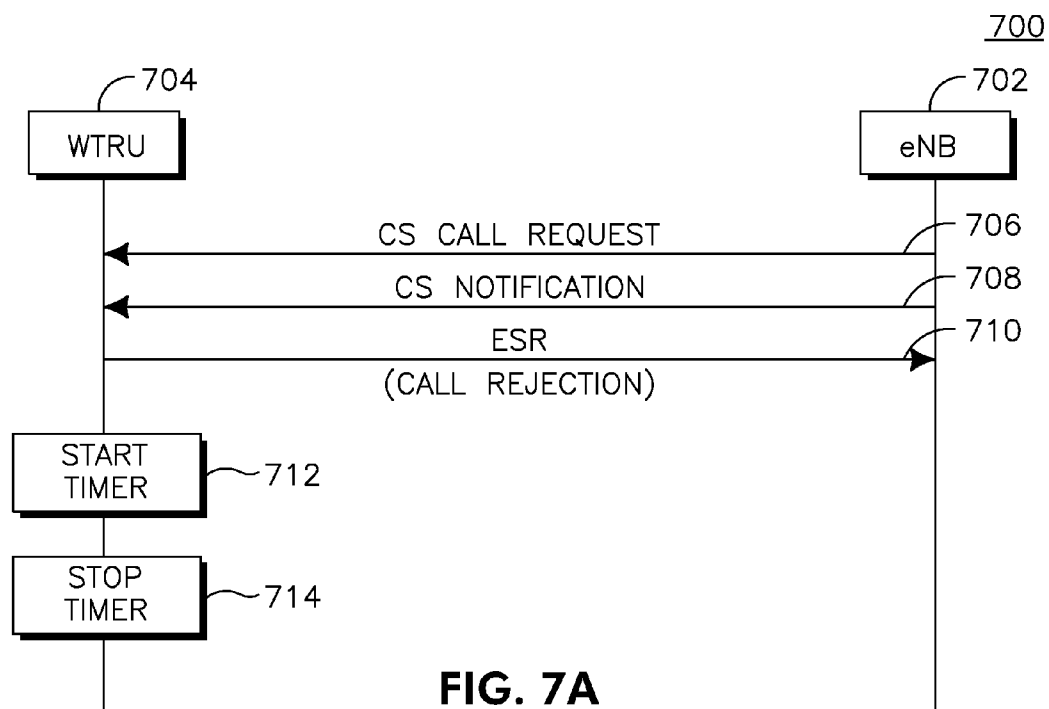 700
704
702
WTRU
eNB
CS CALL REQUEST
706
CS NOTIFICATION
708
ESR
710
(CALL REJECTION)
START
TIMER
712
STOP
TIMER
714
FIG. 7A